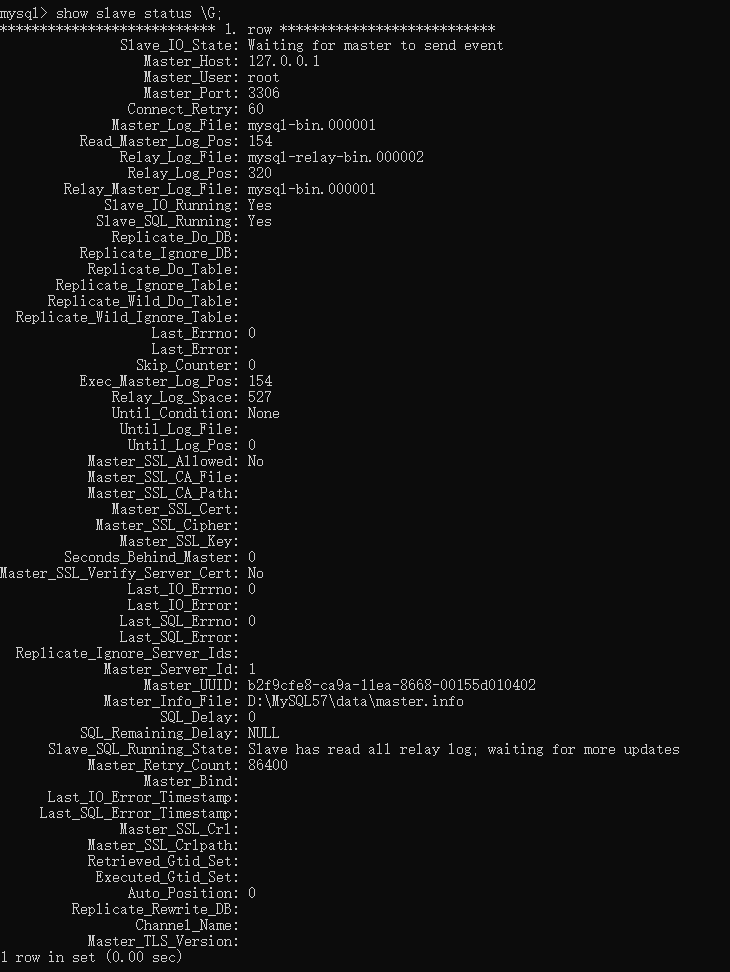 mysql> show slave status \G;
*************************** 1. row ***************************
Slave_IO_State: Waiting for master to send event
Master_Host: 127.0.0.1
Master_User: root
Master_Port: 3306
Connect_Retry: 60
Master_Log_File: mysql-bin.000001
Read_Master_Log_Pos: 154
Relay_Log_File: mysql-relay-bin.000002
Relay_Log_Pos: 320
Relay_Master_Log_File: mysql-bin.000001
Slave_IO_Running: Yes
Slave_SQL_Running: Yes
Replicate_Do_DB:
Replicate_Ignore_DB:
Replicate_Do_Table:
Replicate_Ignore_Table:
Replicate_Wild_Do_Table:
Replicate_Wild_Ignore_Table:
Last_Errno: 0
Last_Error:
Skip_Counter: 0
Exec_Master_Log_Pos: 154
Relay_Log_Space: 527
Until_Condition: None
Until_Log_File:
Until_Log_Pos: 0
Master_SSL_Allowed: No
Master_SSL_CA_File:
Master_SSL_CA_Path:
Master_SSL_Cert:
Master_SSL_Cipher:
Master_SSL_Key:
Seconds_Behind_Master: 0
Master_SSL_Verify_Server_Cert: No
Last_IO_Errno: 0
Last_IO_Error:
Last_SQL_Errno: 0
Last_SQL_Error:
Replicate_Ignore_Server_Ids:
Master_Server_Id: 1
Master_UUID: b2f9cfe8-ca9a-11ea-8668-00155d010402
Master_Info_File: D:\MySQL57\data\master.info
SQL_Delay: 0
SQL_Remaining_Delay: NULL
Slave_SQL_Running_State: Slave has read all relay log; waiting for more updates
Master_Retry_Count: 86400
Master_Bind:
Last_IO_Error_Timestamp:
Last_SQL_Error_Timestamp:
Master_SSL_Crl:
Master_SSL_Crlpath:
Retrieved_Gtid_Set:
Executed_Gtid_Set:
Auto_Position: 0
Replicate_Rewrite_DB:
Channel_Name:
Master_TLS_Version:
1 row in set (0.00 sec)